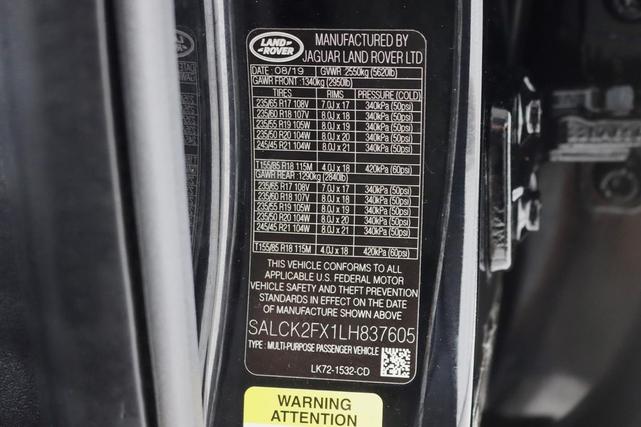 LAND ROVER
MANUFACTURED BY
JAGUAR LAND ROVER LTD
DATE : 08/19 GVWR :2550kg (5620lb)
GAWR FRONT : 1340kg (2950lb)
TIRES RIMS PRESSURE (COLD)
235/65 R17 108V 7.0J x 17 340kPa (50psi)
235/60 R18 107V 8.0J x 18 340kPa (50psi)
235/55 R19 105W 8.0J x 19 340kPa (50psi)
235/50 R20 104W 8.0J x 20 340kPa (50psi)
245/45 R21 104W 8.0J x 21 340kPa (50psi)
T155/85 R18 115M 4.0J x 18 420kPa (60psi)
GAWR REAR : 1290kg (2840lb)
235/65 R17 108V 7.0J x 17 340kPa (50psi)
235/60 R18 107V 8.0J x 18 340kPa (50psi)
235/55 R19 105W 8.0J x 19 340kPa (50psi)
235/50 R20 104W 8.0J x 20 340kPa (50psi)
245/45 R21 104W 8.0J x 21 340kPa (50psi)
T155/85 R18 115M 4.0J x 18 420kPa (60psi)
THIS VEHICLE CONFORMS TO ALL
APPLICABLE U.S. FEDERAL MOTOR
VEHICLE SAFETY AND THEFT PREVENTION
STANDARDS IN EFFECT ON THE DATE
OF MANUFACTURE SHOWN ABOVE
SALCK2FX1LH837605
TYPE : MULTI-PURPOSE PASSENGER VEHICLE
LK72-1532-CD
WARNING
ATTENTION